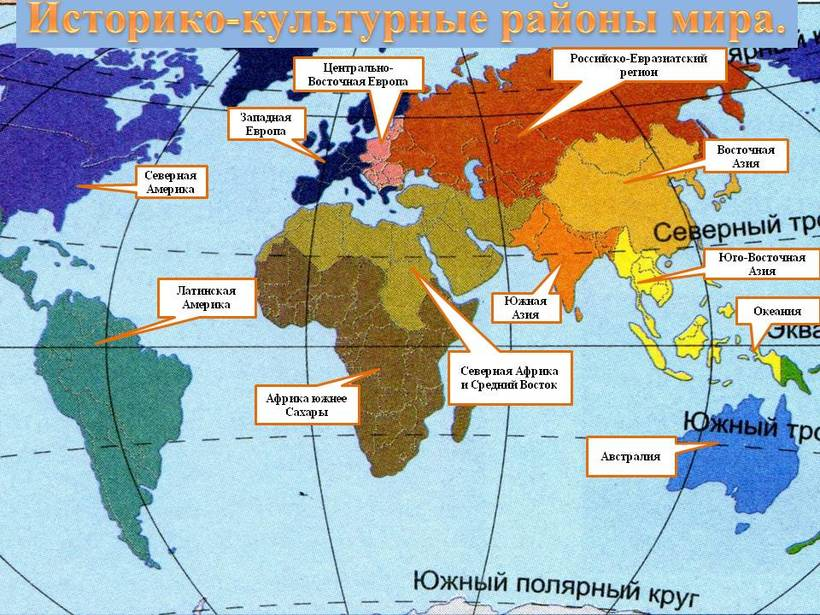 Историко-культурные районы мира.
Российско-Евразиатский
регион
Центрально-
Восточная Европа
Западная
Европа
Восточная
Азия
Северная
Америка
Северный тро
Юго-Восточная
Азия
Латинская
Америка
Южная
Азия
Океания
Эква
Северная Африка
и Средний Восток
Африка южнее
Сахары
Южный тро
Австралия
Южный полярный круг